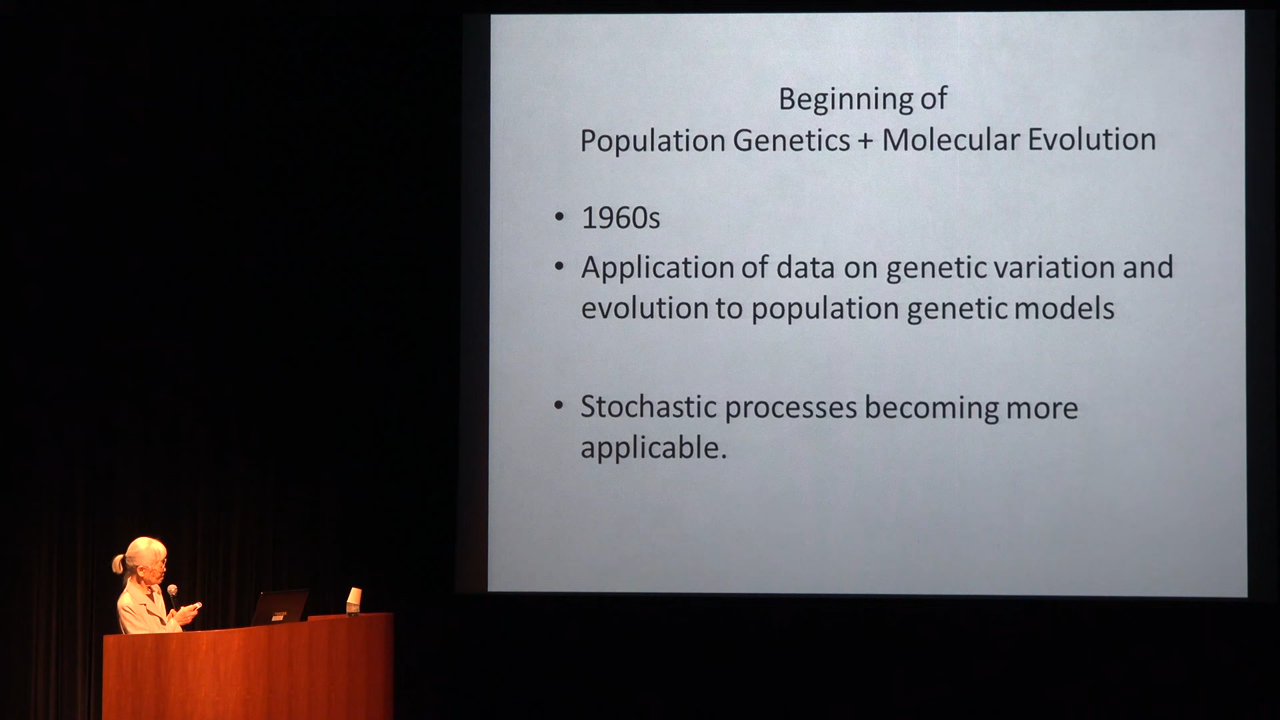 Beginning of
Population Genetics + Molecular Evolution
• 1960s
• Application of data on genetic variation and
evolution to population genetic models
• Stochastic processes becoming more
applicable.